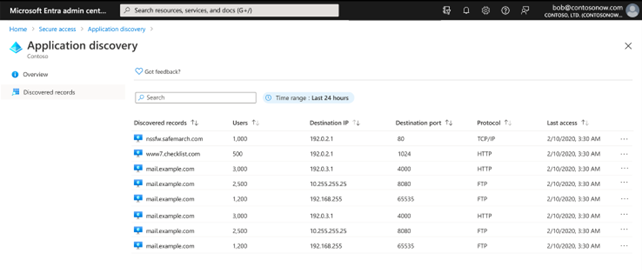 Microsoft Entra admin cent... Search resources, services, and docs (G+/) bob@contosonow.com
CONTOSO, LTD. (CONTOSONOW...
Home > Secure access > Application discovery >
Application discovery
Contoso
Overview
Discovered records
Got feedback?
Search Time range : Last 24 hours
Discovered records Users Destination IP Destination port Protocol Last access
nssfw.safemarch.com 1,000 192.0.2.1 80 TCP/IP 2/10/2020, 3:30 AM ...
www7.checklist.com 500 192.0.2.1 1024 HTTP 2/10/2020, 3:30 AM ...
mail.example.com 3,000 192.0.3.1 4000 HTTP 2/10/2020, 3:30 AM ...
mail.example.com 2,500 10.255.255.25 8080 FTP 2/10/2020, 3:30 AM ...
mail.example.com 1,200 192.168.255 65535 FTP 2/10/2020, 3:30 AM ...
mail.example.com 3,000 192.0.3.1 4000 HTTP 2/10/2020, 3:30 AM ...
mail.example.com 2,500 10.255.255.25 8080 FTP 2/10/2020, 3:30 AM ...
mail.example.com 1,200 192.168.255 65535 FTP 2/10/2020, 3:30 AM ...